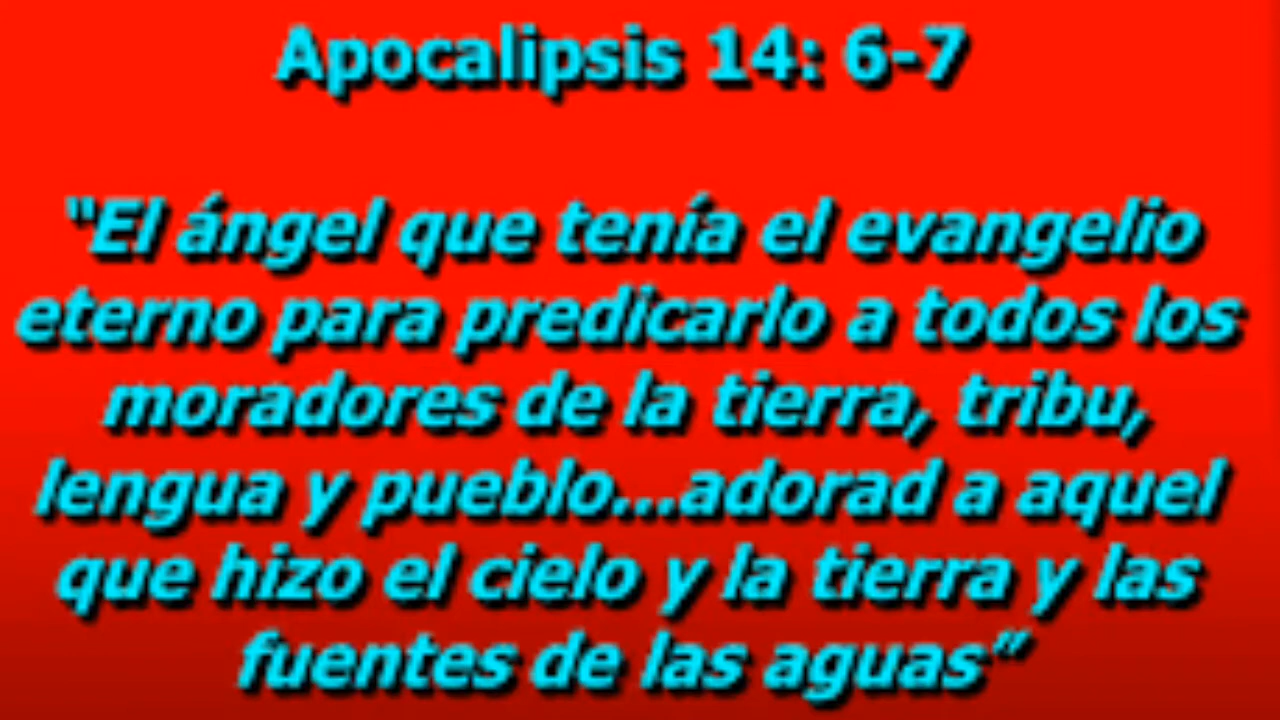 Apocalipsis 14: 6-7
“El ángel que tenía el evangelio
eterno para predicarlo a todos los
moradores de la tierra, tribu,
lengua y pueblo...adorad a aquel
que hizo el cielo y la tierra y las
fuentes de las aguas”